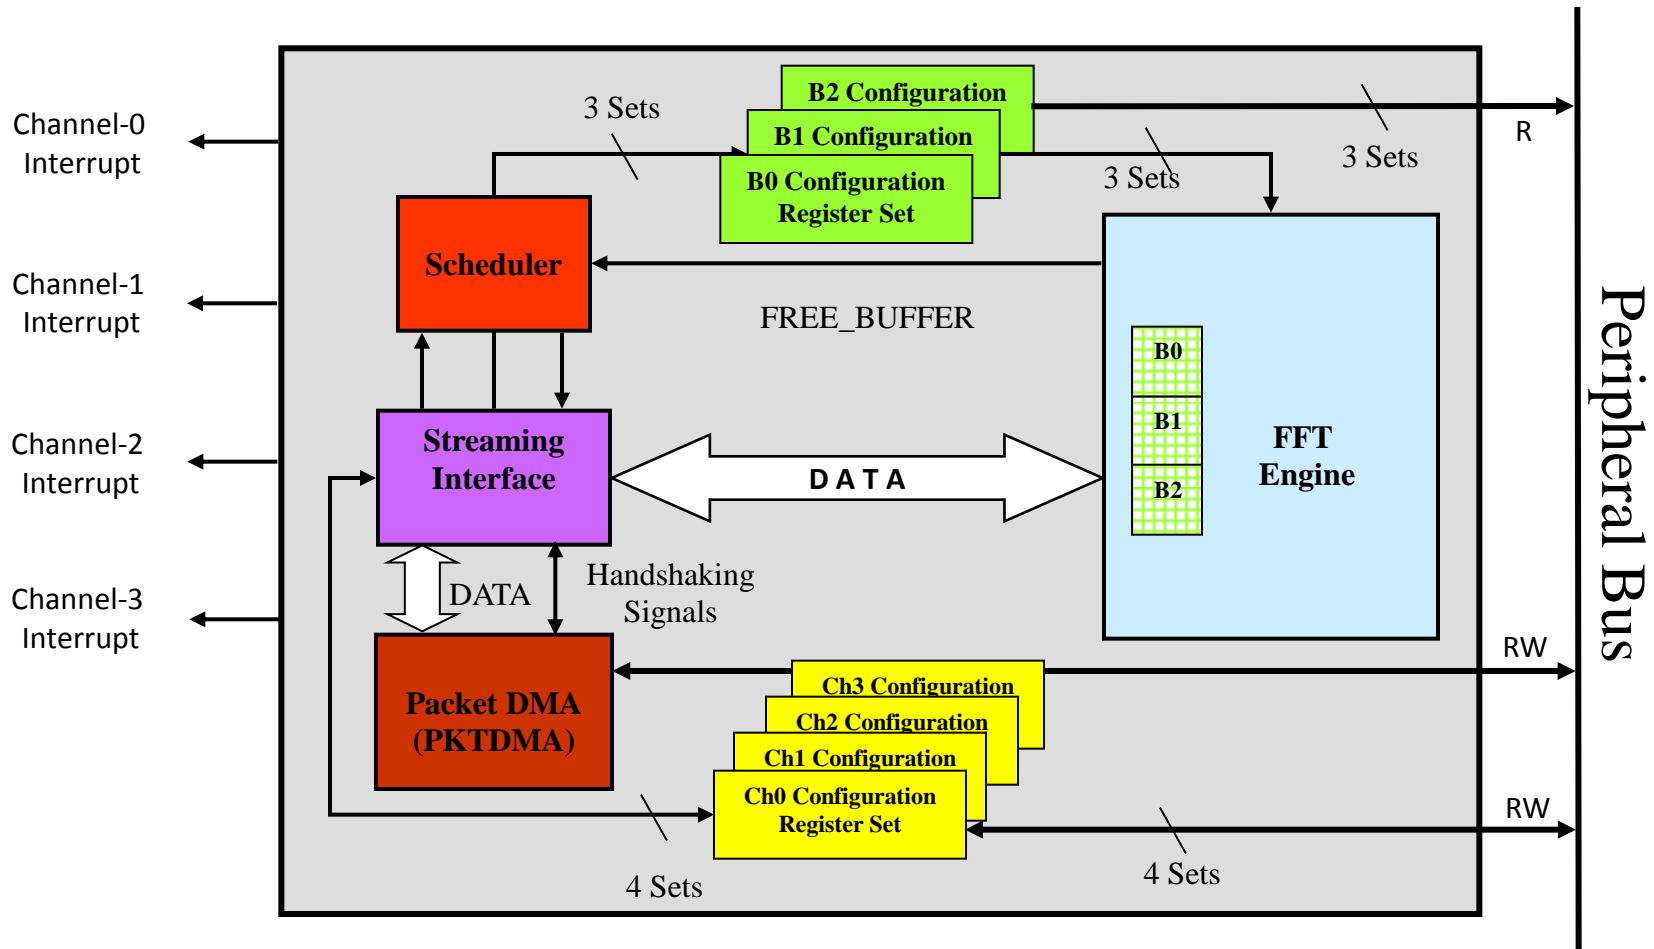 B2 Configuration
3 Sets
B1 Configuration
R
Channel-0
Interrupt
3 Sets
3 Sets
B0 Configuration
Register Set
Scheduler
Channel-1
Interrupt
FREE_BUFFER
Peripheral Bus
B0
B1
B2
FFT
Engine
Channel-2
Interrupt
Streaming
Interface
D A T A
DATA
Handshaking
Signals
Channel-3
Interrupt
RW
Packet DMA
(PKTDMA)
Ch3 Configuration
Ch2 Configuration
Ch1 Configuration
Ch0 Configuration
Register Set
RW
4 Sets
4 Sets